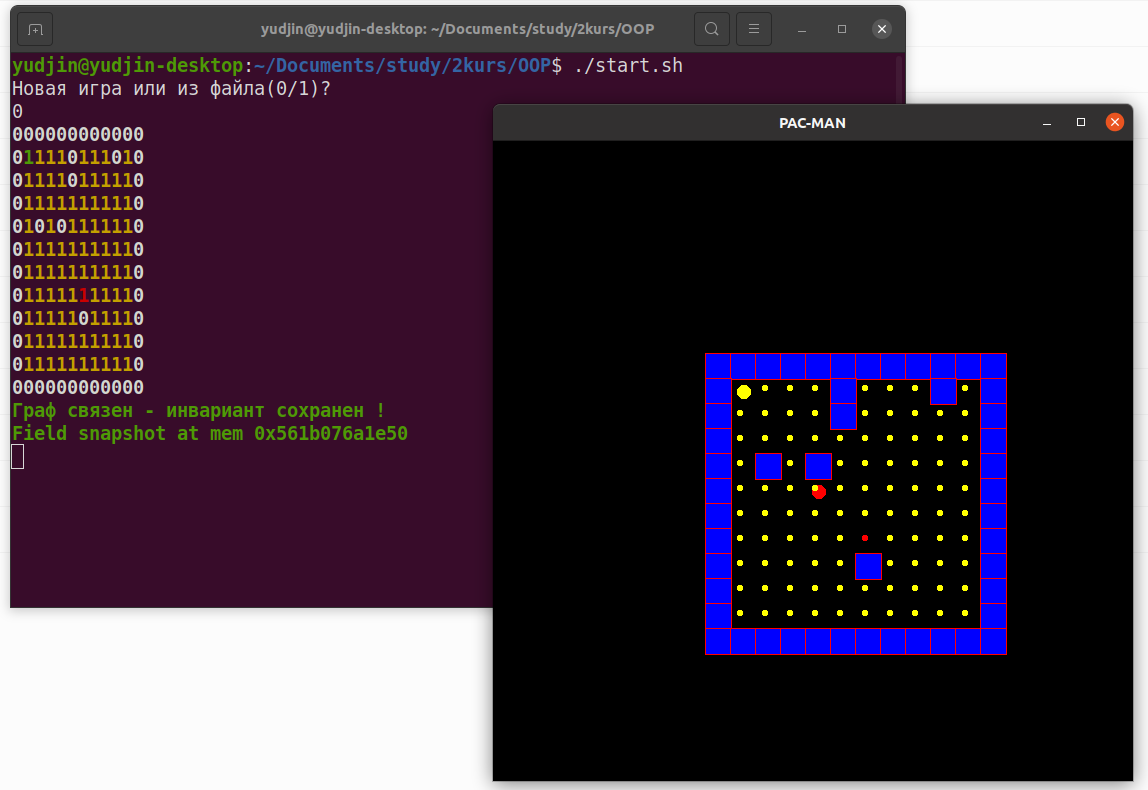 yudjin@yudjin-desktop: ~/Documents/study/2kurs/OOP
yudjin@yudjin-desktop:~/Documents/study/2kurs/OOP$ ./start.sh
Новая игра или из файла(0/1)?
0
000000000000
011110111010
011110111110
011111111110
010101111110
011111111110
011111111110
011111111110
011111011110
011111111110
011111111110
000000000000
Граф связен - инвариант сохранен !
Field snapshot at mem 0x561b076a1e50
PAC-MAN